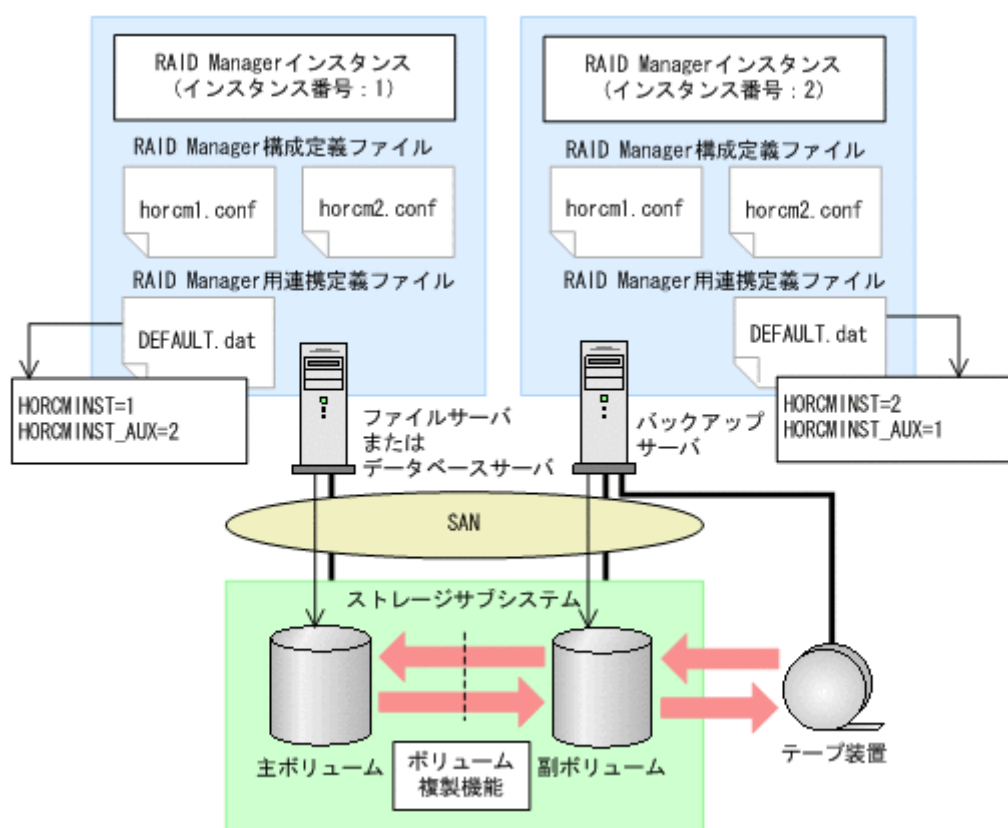 RAID Managerインスタンス
(インスタンス番号:1)
RAID Manager構成定義ファイル
horcm1.conf
horcm2.conf
RAID Manager用連携定義ファイル
DEFAULT.dat
HORCMINST=1
HORCMINST_AUX=2
ファイルサーバ
または
データベースサーバ
RAID Managerインスタンス
(インスタンス番号:2)
RAID Manager構成定義ファイル
horcm1.conf
horcm2.conf
RAID Manager用連携定義ファイル
DEFAULT.dat
HORCMINST=2
HORCMINST_AUX=1
バックアップ
サーバ
SAN
ストレージサブシステム
主ボリューム
ボリューム
複製機能
副ボリューム
テープ装置